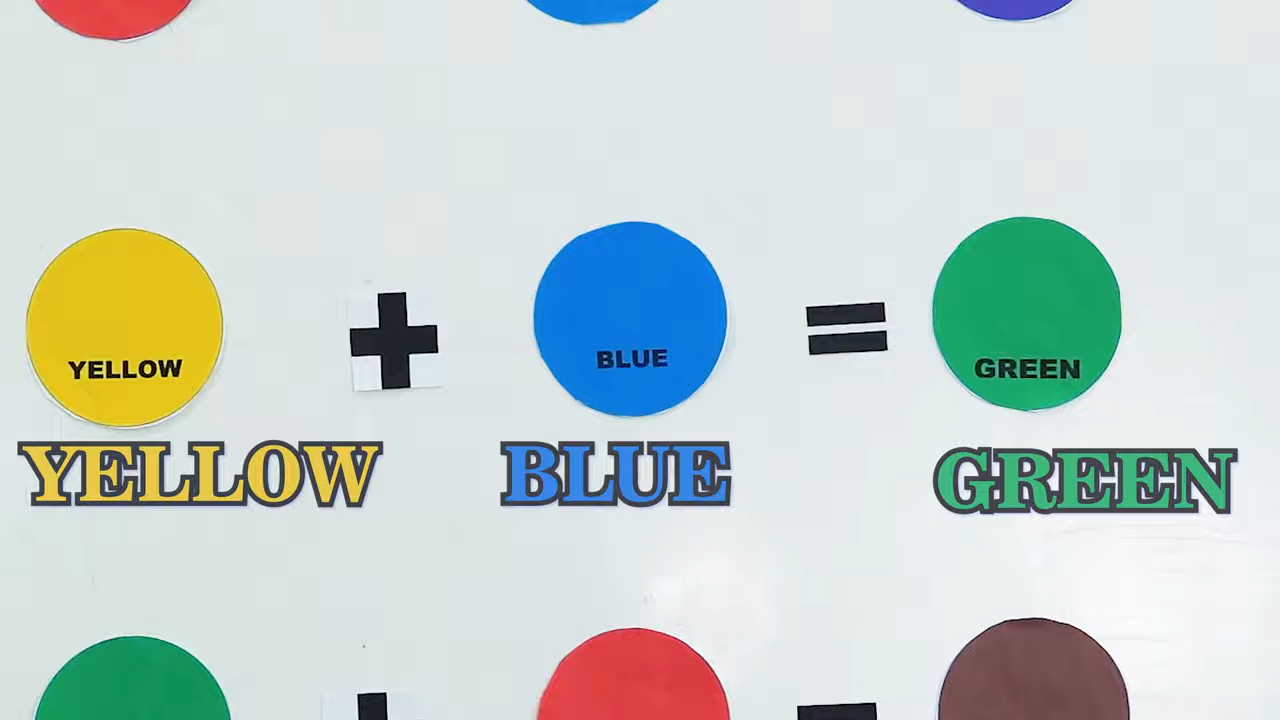 YELLOW
+
BLUE
=
GREEN
YELLOW BLUE GREEN
+
=